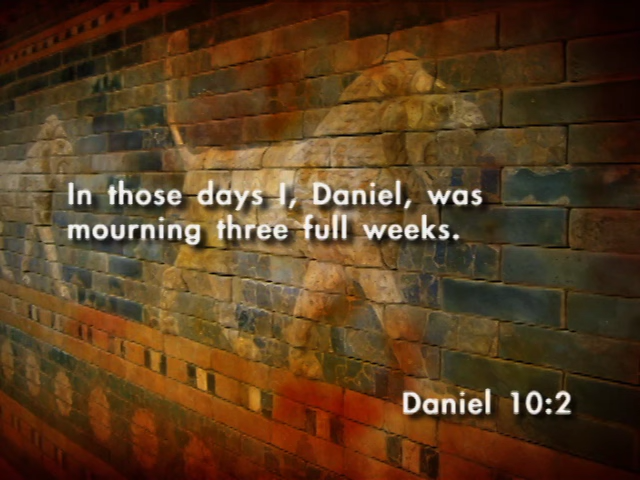 In those days I, Daniel, was
mourning three full weeks.
Daniel 10:2